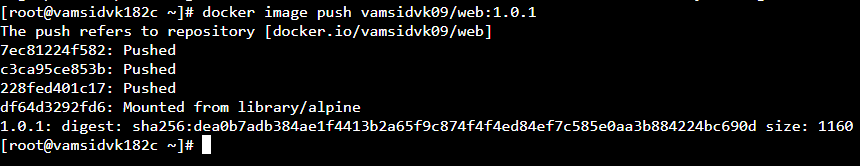 [root@vamsidvk182c ~]# docker image push vamsidvk09/web:1.0.1
The push refers to repository [docker.io/vamsidvk09/web]
7ec81224f582: Pushed
c3ca95ce853b: Pushed
228fed401c17: Pushed
df64d3292fd6: Mounted from library/alpine
1.0.1: digest: sha256:dea0b7adb384ae1f4413b2a65f9c874f4f4ed84ef7c585e0aa3b884224bc690d size: 1160
[root@vamsidvk182c ~]#